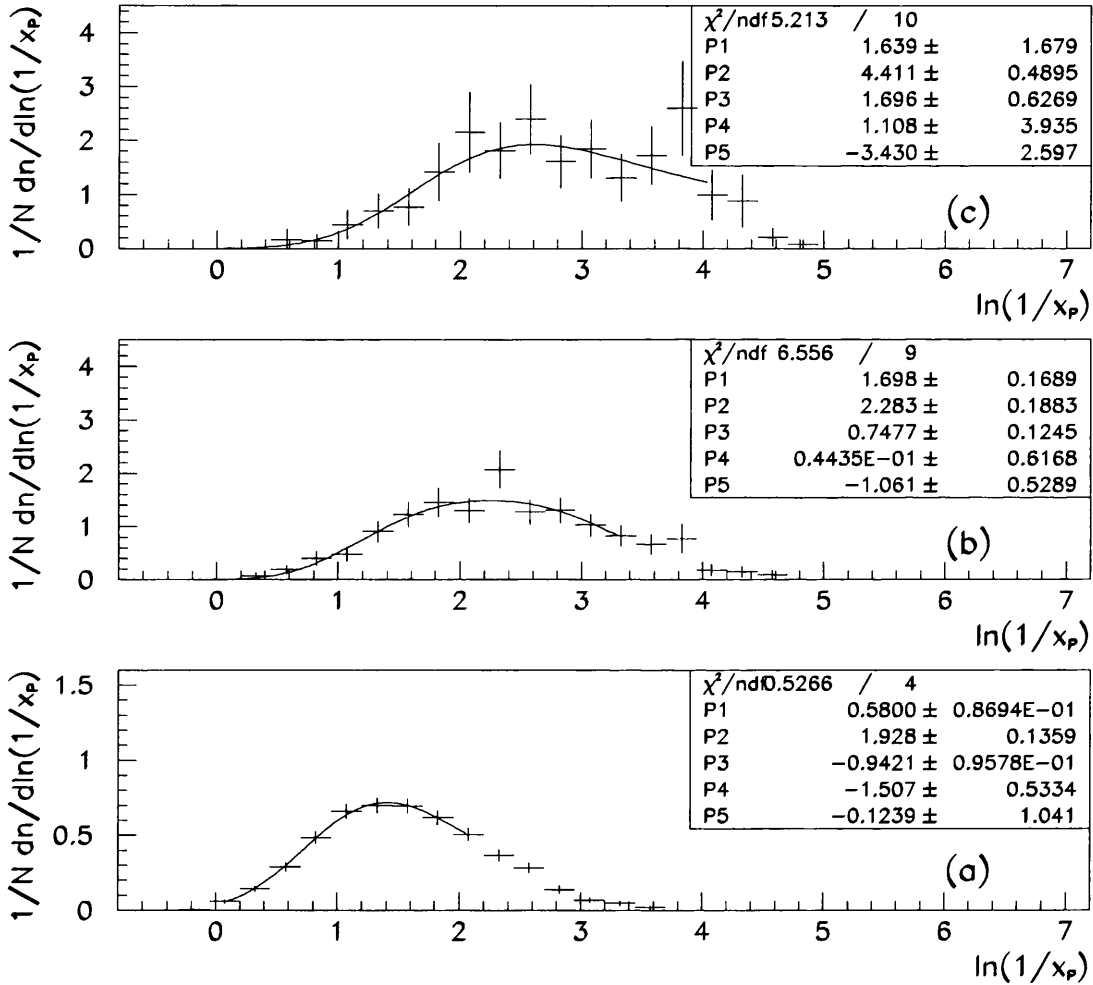 1/N dn/dln(1/xₚ)
4
3
2
1
0
χ²/ndf 5.213 / 10
P1 1.639 ± 1.679
P2 4.411 ± 0.4895
P3 1.696 ± 0.6269
P4 1.108 ± 3.935
P5 −3.430 ± 2.597
(c)
0 1 2 3 4 5 6 7
ln(1/xₚ)
1/N dn/dln(1/xₚ)
4
3
2
1
0
χ²/ndf 6.556 / 9
P1 1.698 ± 0.1689
P2 2.283 ± 0.1883
P3 0.7477 ± 0.1245
P4 0.4435E−01 ± 0.6168
P5 −1.061 ± 0.5289
(b)
0 1 2 3 4 5 6 7
ln(1/xₚ)
1/N dn/dln(1/xₚ)
1.5
1
0.5
0
χ²/ndf 0.5266 / 4
P1 0.5800 ± 0.8694E−01
P2 1.928 ± 0.1359
P3 −0.9421 ± 0.9578E−01
P4 −1.507 ± 0.5334
P5 −0.1239 ± 1.041
(a)
0 1 2 3 4 5 6 7
ln(1/xₚ)